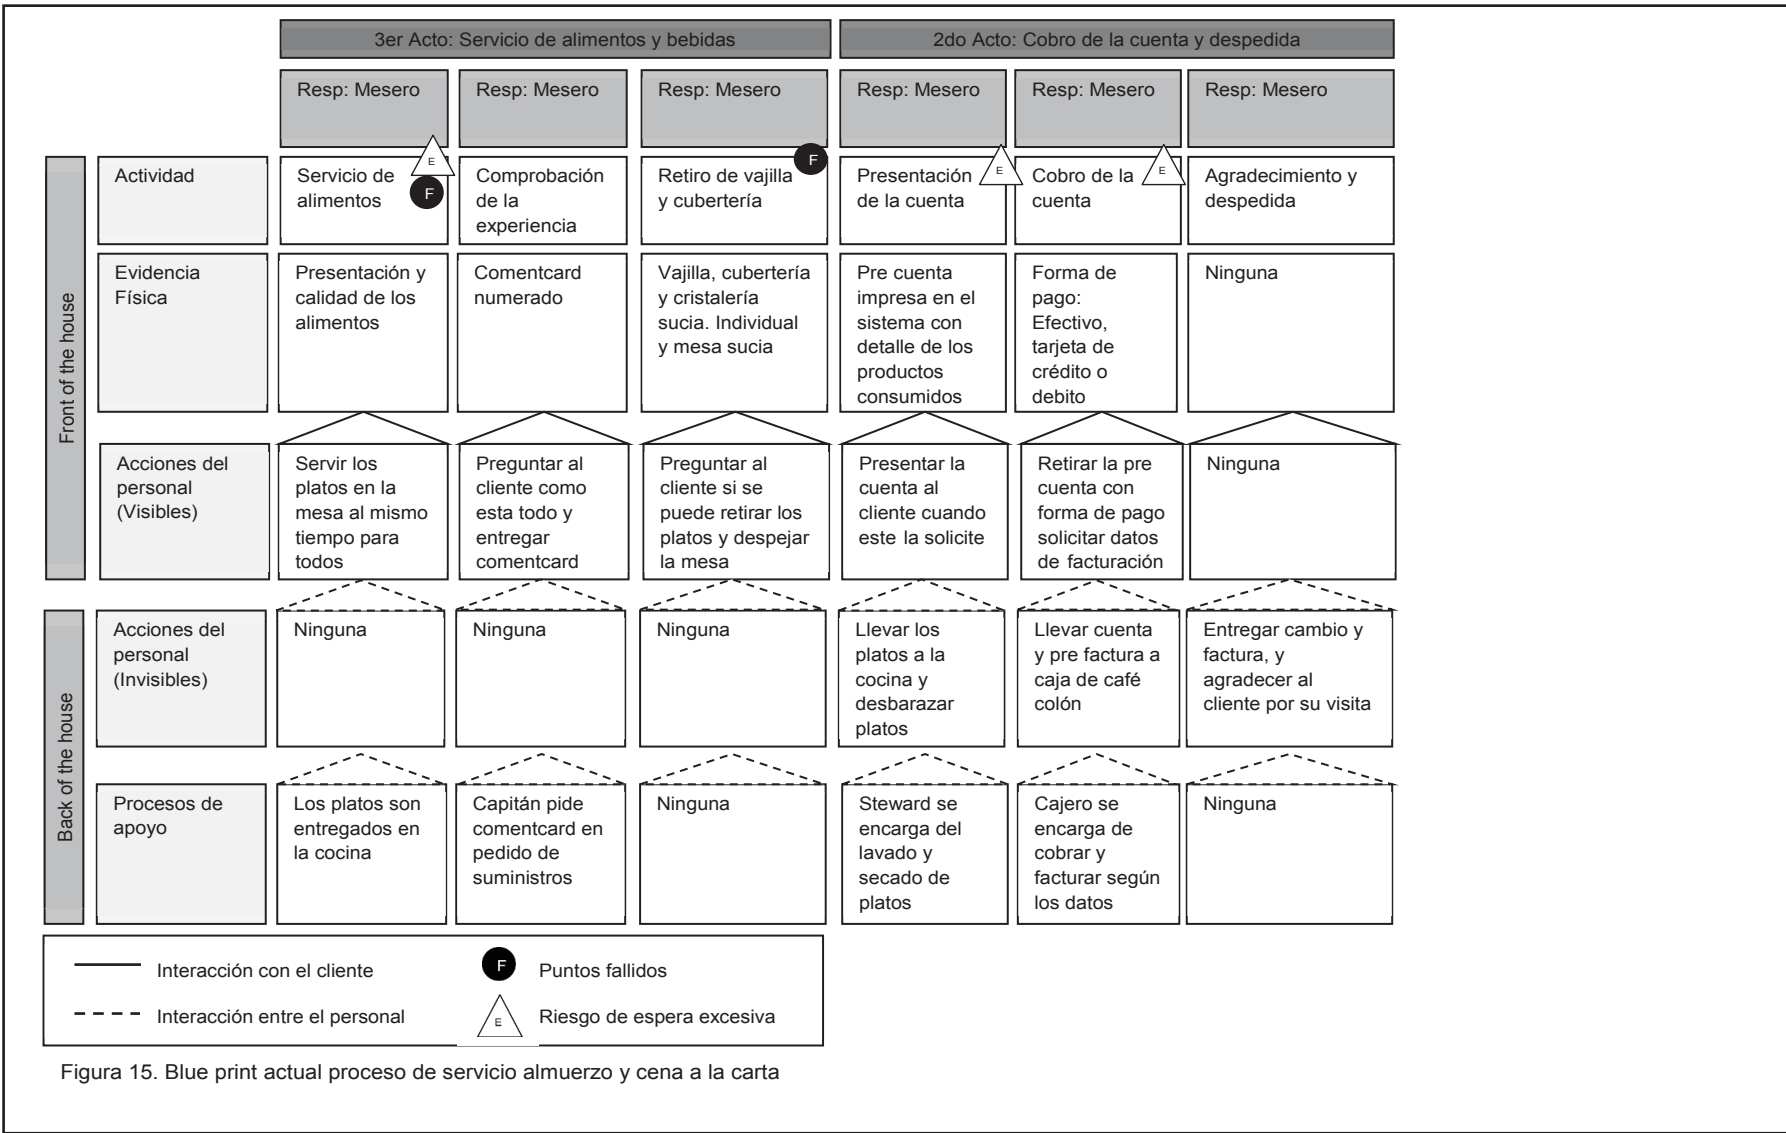 3er Acto: Servicio de alimentos y bebidas
2do Acto: Cobro de la cuenta y despedida
Resp: Mesero
Resp: Mesero
Resp: Mesero
Resp: Mesero
Resp: Mesero
Resp: Mesero
Front of the house
Actividad
Servicio de
alimentos
E
F
Comprobación
de la
experiencia
Retiro de vajilla
y cubertería
F
Presentación
de la cuenta
E
Cobro de la
cuenta
E
Agradecimiento y
despedida
Evidencia
Física
Presentación y
calidad de los
alimentos
Comentcard
numerado
Vajilla, cubertería
y cristalería
sucia. Individual
y mesa sucia
Pre cuenta
impresa en el
sistema con
detalle de los
productos
consumidos
Forma de
pago:
Efectivo,
tarjeta de
crédito o
debito
Ninguna
Acciones del
personal
(Visibles)
Servir los
platos en la
mesa al mismo
tiempo para
todos
Preguntar al
cliente como
esta todo y
entregar
comentcard
Preguntar al
cliente si se
puede retirar los
platos y despejar
la mesa
Presentar la
cuenta al
cliente cuando
este la solicite
Retirar la pre
cuenta con
forma de pago
solicitar datos
de facturación
Ninguna
Back of the house
Acciones del
personal
(Invisibles)
Ninguna
Ninguna
Ninguna
Llevar los
platos a la
cocina y
desbarazar
platos
Llevar cuenta
y pre factura a
caja de café
colón
Entregar cambio y
factura, y
agradecer al
cliente por su visita
Procesos de
apoyo
Los platos son
entregados en
la cocina
Capitán pide
comentcard en
pedido de
suministros
Ninguna
Steward se
encarga del
lavado y
secado de
platos
Cajero se
encarga de
cobrar y
facturar según
los datos
Ninguna
Interacción con el cliente
F
Puntos fallidos
Interacción entre el personal
E
Riesgo de espera excesiva
Figura 15. Blue print actual proceso de servicio almuerzo y cena a la carta